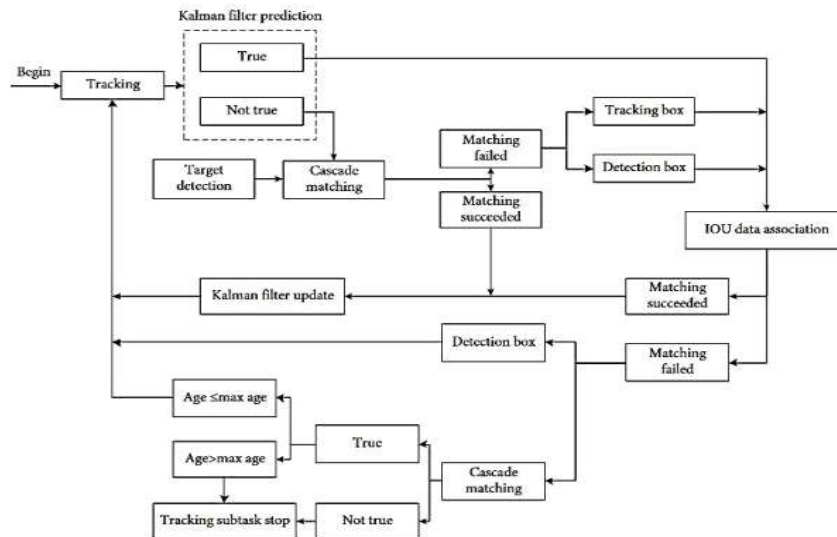 Kalman filter prediction
True
Begin
Tracking
Not true
Tracking box
Matching
failed
Target
detection
Cascade
matching
Detection box
Matching
succeeded
IOU data association
Kalman filter update
Matching
succeeded
Detection box
Matching
failed
Age ≤max age
True
Age>max age
Cascade
matching
Tracking subtask stop
Not true